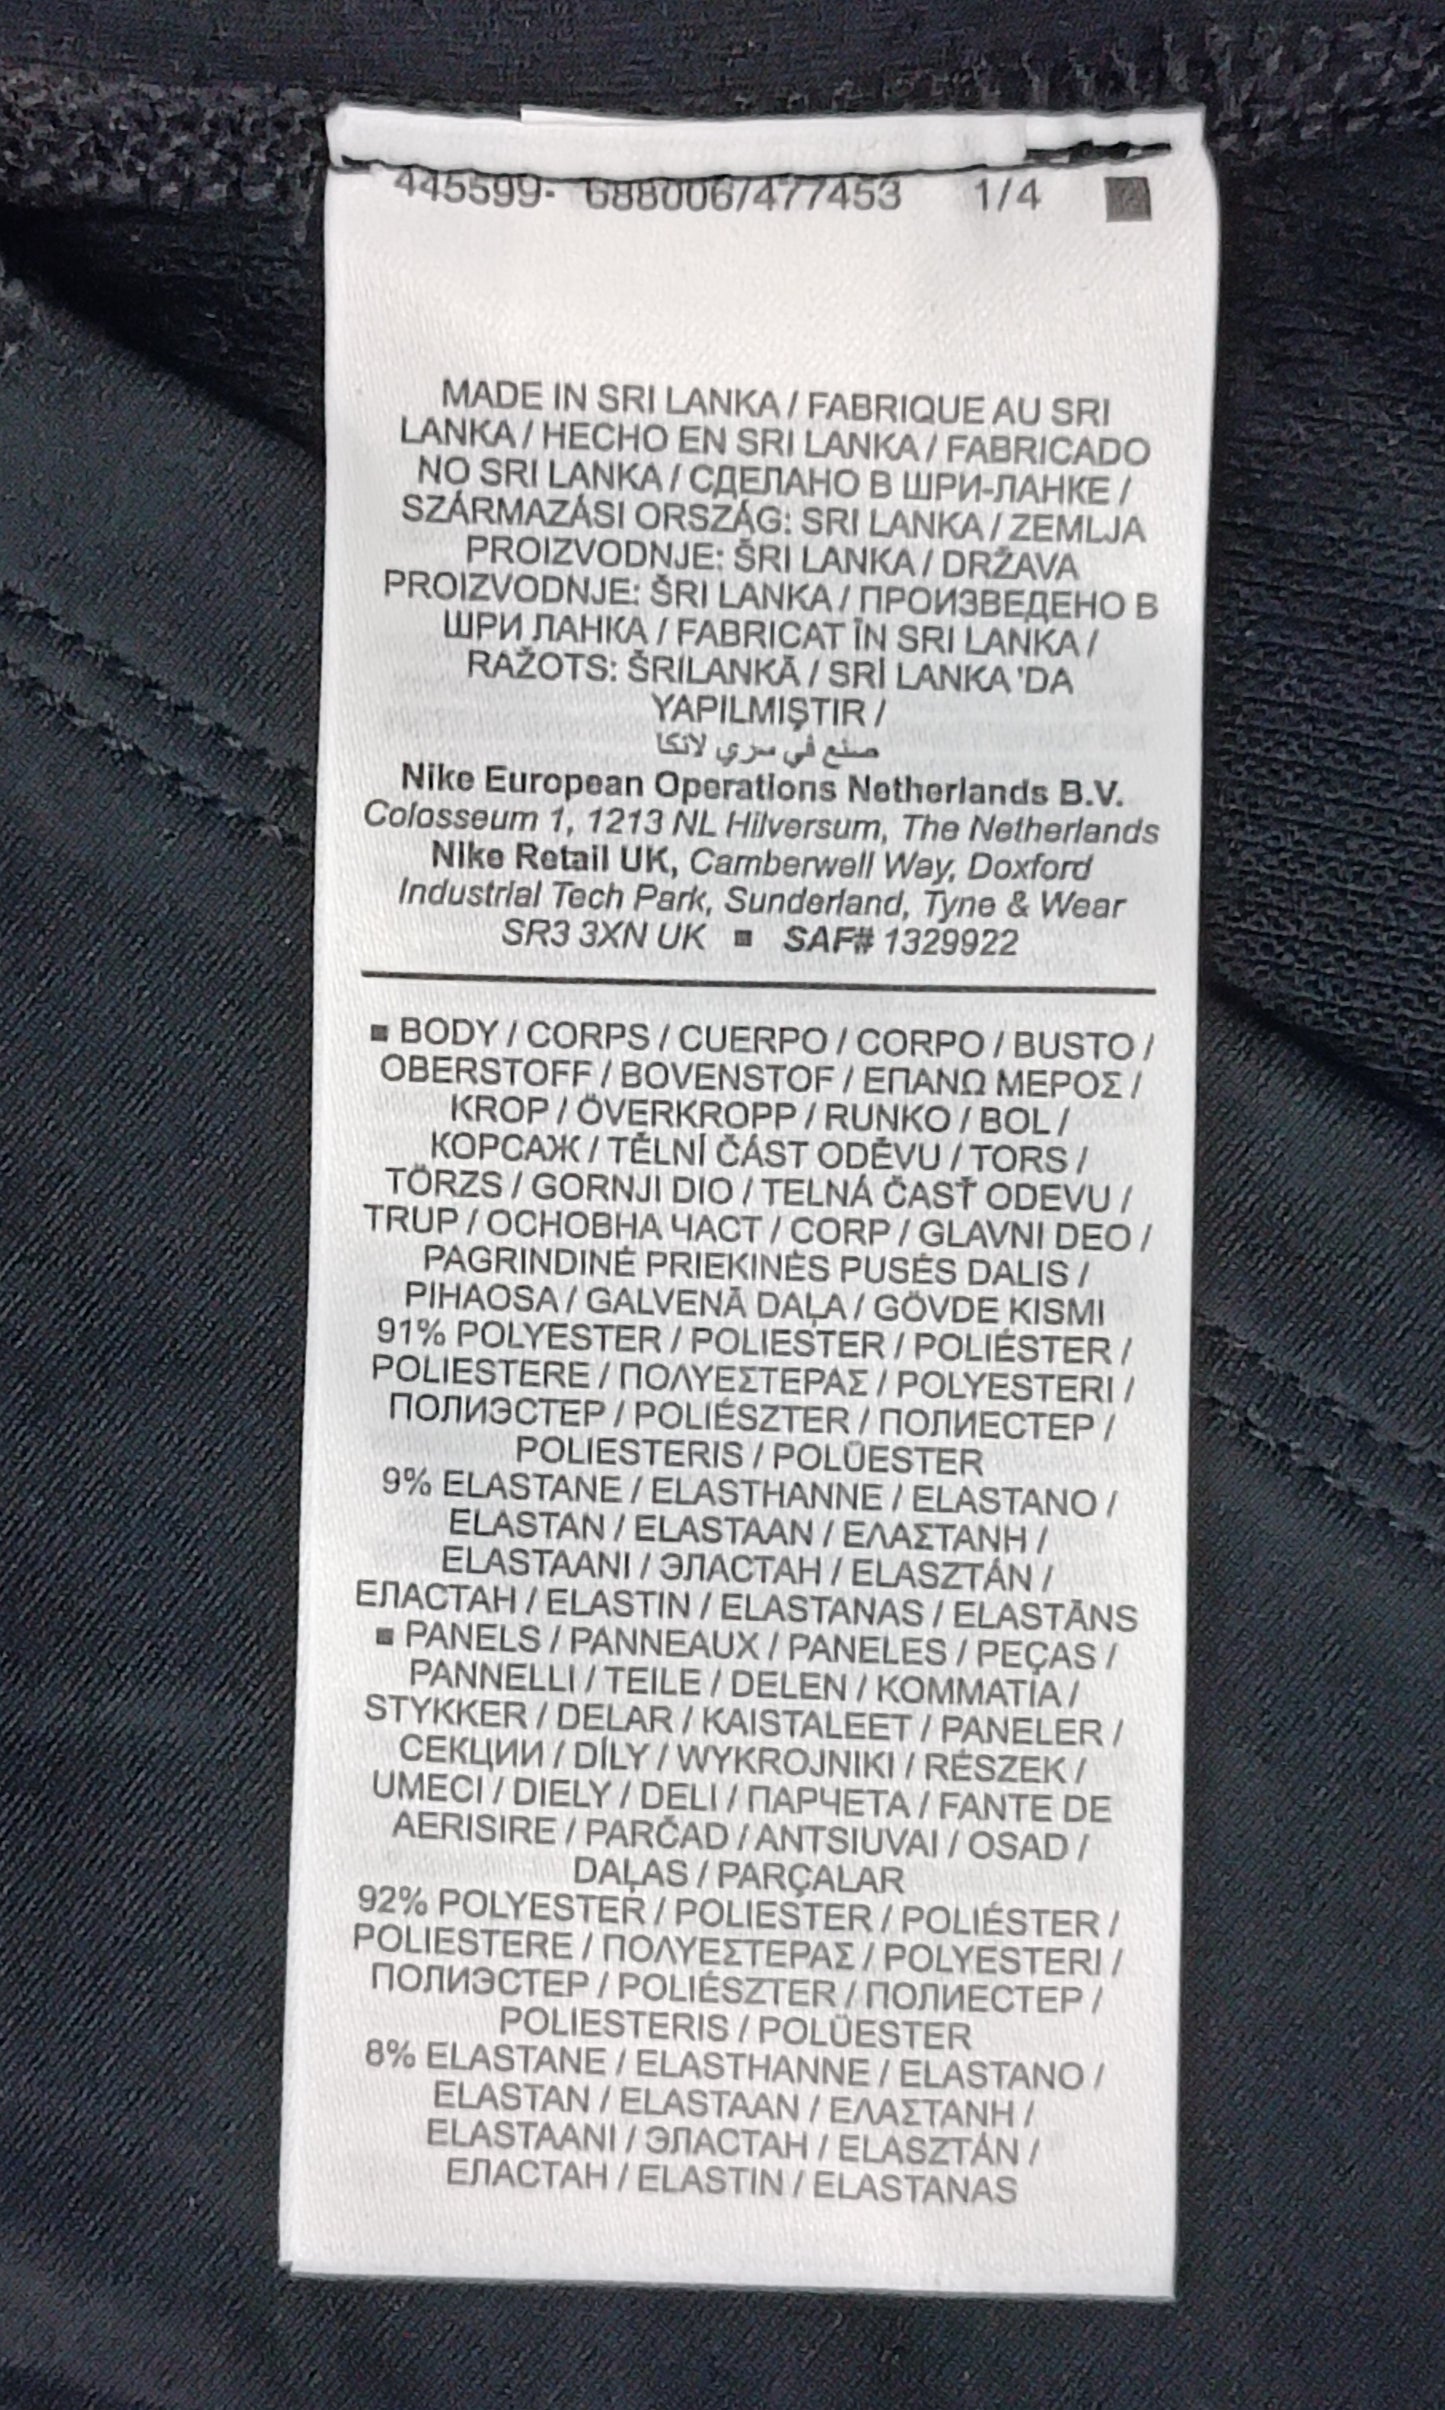 445599- 688006/477453 1/4
MADE IN SRI LANKA / FABRIQUE AU SRI
LANKA / HECHO EN SRI LANKA / FABRICADO
NO SRI LANKA / СДЕЛАНО В ШРИ-ЛАНКЕ /
SZÁRMAZÁSI ORSZÁG: SRI LANKA / ZEMLJA
PROIZVODNJE: ŠRI LANKA / DRŽAVA
PROIZVODNJE: ŠRI LANKA / ПРОИЗВЕДЕНО В
ШРИ ЛАНКА / FABRICAT ÎN SRI LANKA /
RAŽOTS: ŠRILANKĀ / SRİ LANKA 'DA
YAPILMIŞTIR /
صنع في سري لانكا
Nike European Operations Netherlands B.V.
Colosseum 1, 1213 NL Hilversum, The Netherlands
Nike Retail UK, Camberwell Way, Doxford
Industrial Tech Park, Sunderland, Tyne & Wear
SR3 3XN UK ▪ SAF# 1329922
▪ BODY / CORPS / CUERPO / CORPO / BUSTO /
OBERSTOFF / BOVENSTOF / ΕΠΑΝΩ ΜΕΡΟΣ /
KROP / ÖVERKROPP / RUNKO / BOL /
КОРСАЖ / TĚLNÍ ČÁST ODĚVU / TORS /
TÖRZS / GORNJI DIO / TELNÁ ČASŤ ODEVU /
TRUP / ОСНОВНА ЧАСТ / CORP / GLAVNI DEO /
PAGRINDINĖ PRIEKINĖS PUSĖS DALIS /
PIHAOSA / GALVENĀ DAĻA / GÖVDE KISMI
91% POLYESTER / POLIESTER / POLIÉSTER /
POLIESTERE / ΠΟΛΥΕΣΤΕΡΑΣ / POLYESTERI /
ПОЛИЭСТЕР / POLIÉSZTER / ПОЛИЕСТЕР /
POLIESTERIS / POLÜESTER
9% ELASTANE / ELASTHANNE / ELASTANO /
ELASTAN / ELASTAAN / ΕΛΑΣΤΑΝΗ /
ELASTAANI / ЭЛАСТАН / ELASZTÁN /
ЕЛАСТАН / ELASTIN / ELASTANAS / ELASTĀNS
▪ PANELS / PANNEAUX / PANELES / PEÇAS /
PANNELLI / TEILE / DELEN / ΚΟΜΜΑΤΙΑ /
STYKKER / DELAR / KAISTALEET / PANELER /
СЕКЦИИ / DÍLY / WYKROJNIKI / RÉSZEK /
UMECI / DIELY / DELI / ПАРЧЕТА / FANTE DE
AERISIRE / PARČAD / ANTSIUVAI / OSAD /
DAĻAS / PARÇALAR
92% POLYESTER / POLIESTER / POLIÉSTER /
POLIESTERE / ΠΟΛΥΕΣΤΕΡΑΣ / POLYESTERI /
ПОЛИЭСТЕР / POLIÉSZTER / ПОЛИЕСТЕР /
POLIESTERIS / POLÜESTER
8% ELASTANE / ELASTHANNE / ELASTANO /
ELASTAN / ELASTAAN / ΕΛΑΣΤΑΝΗ /
ELASTAANI / ЭЛАСТАН / ELASZTÁN /
ЕЛАСТАН / ELASTIN / ELASTANAS